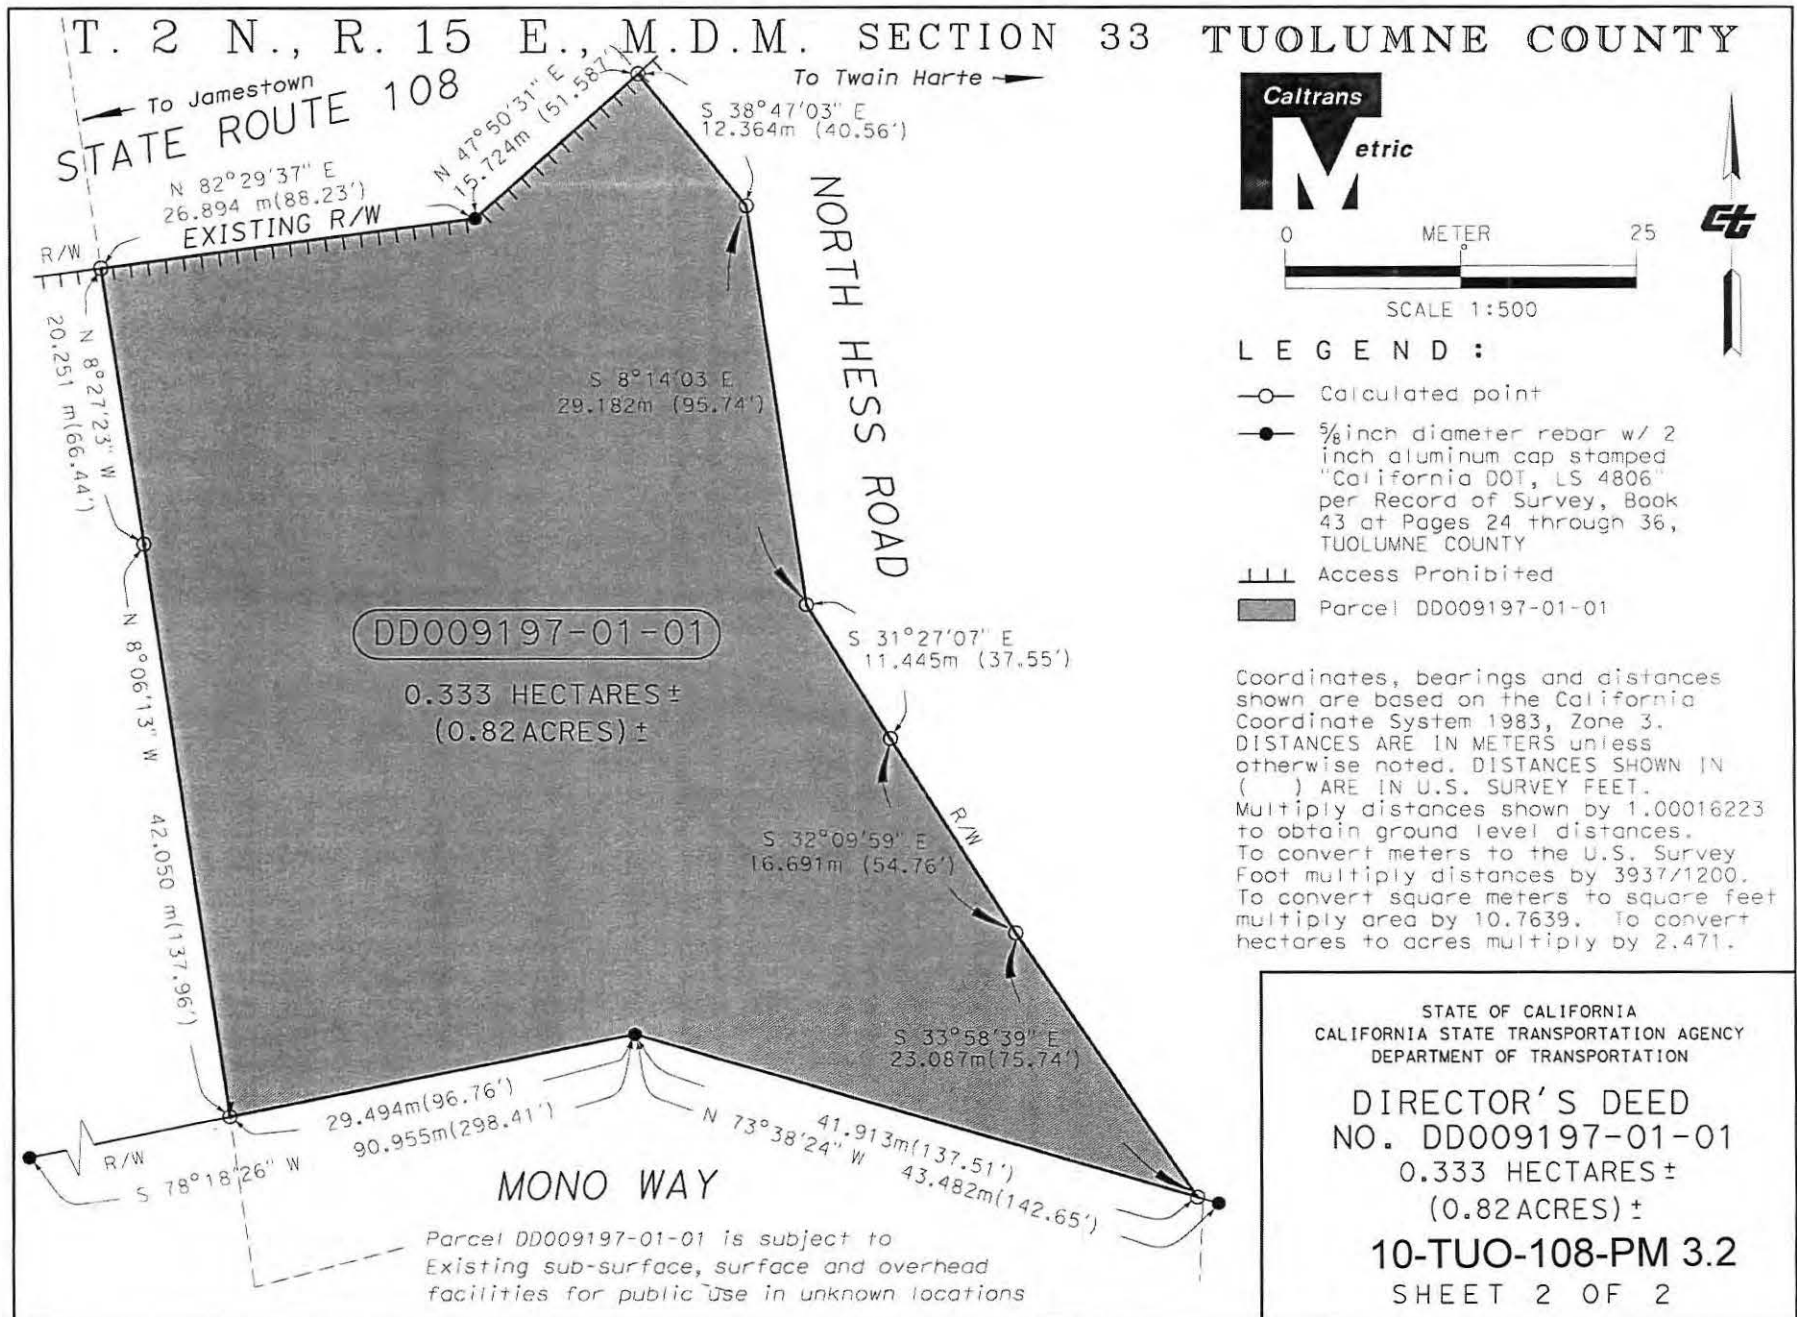 T. 2 N., R. 15 E., M.D.M. SECTION 33 TUOLUMNE COUNTY
To Jamestown
STATE ROUTE 108
To Twain Harte
N 82°29'37" E
26.894 m(88.23')
EXISTING R/W
R/W
N 47°50'31" E
15.724m (51.587')
S 38°47'03" E
12.364m (40.56')
NORTH HESS ROAD
N 8°27'23" W
20.251 m(66.44')
S 8°14'03 E
29.182m (95.74')
DD009197-01-01
0.333 HECTARES±
(0.82 ACRES)±
S 31°27'07" E
11.445m (37.55')
N 8°06'13" W 42.050 m(137.96')
S 32°09'59" E
16.691m (54.76')
R/W
S 33°58'39" E
23.087m(75.74')
29.494m(96.76')
90.955m(298.41')
R/W
S 78°18'26" W
N 73°38'24" W
41.913m(137.51')
43.482m(142.65')
MONO WAY
Parcel DD009197-01-01 is subject to
Existing sub-surface, surface and overhead
facilities for public use in unknown locations
Caltrans
Metric
Ct
0 METER 25
SCALE 1:500
LEGEND:
Calculated point
5/8 inch diameter rebar w/ 2
inch aluminum cap stamped
"California DOT, LS 4806"
per Record of Survey, Book
43 at Pages 24 through 36,
TUOLUMNE COUNTY
Access Prohibited
Parcel DD009197-01-01
Coordinates, bearings and distances
shown are based on the California
Coordinate System 1983, Zone 3.
DISTANCES ARE IN METERS unless
otherwise noted. DISTANCES SHOWN IN
( ) ARE IN U.S. SURVEY FEET.
Multiply distances shown by 1.00016223
to obtain ground level distances.
To convert meters to the U.S. Survey
Foot multiply distances by 3937/1200.
To convert square meters to square feet
multiply area by 10.7639. To convert
hectares to acres multiply by 2.471.
STATE OF CALIFORNIA
CALIFORNIA STATE TRANSPORTATION AGENCY
DEPARTMENT OF TRANSPORTATION
DIRECTOR'S DEED
NO. DD009197-01-01
0.333 HECTARES±
(0.82 ACRES)±
10-TUO-108-PM 3.2
SHEET 2 OF 2